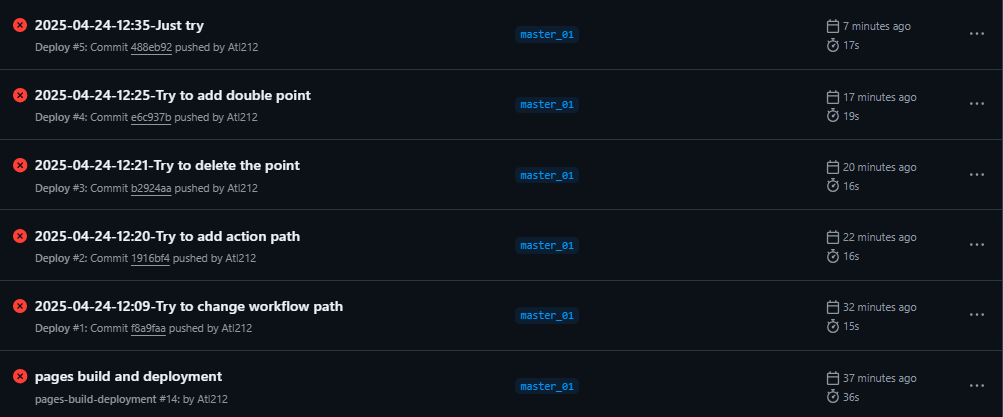 2025-04-24-12:35-Just try
Deploy #5: Commit 488eb92 pushed by Atl212
master_01
7 minutes ago
17s
2025-04-24-12:25-Try to add double point
Deploy #4: Commit e6c937b pushed by Atl212
master_01
17 minutes ago
19s
2025-04-24-12:21-Try to delete the point
Deploy #3: Commit b2924aa pushed by Atl212
master_01
20 minutes ago
16s
2025-04-24-12:20-Try to add action path
Deploy #2: Commit 1916bf4 pushed by Atl212
master_01
22 minutes ago
16s
2025-04-24-12:09-Try to change workflow path
Deploy #1: Commit f8a9faa pushed by Atl212
master_01
32 minutes ago
15s
pages build and deployment
pages-build-deployment #14: by Atl212
master_01
37 minutes ago
36s